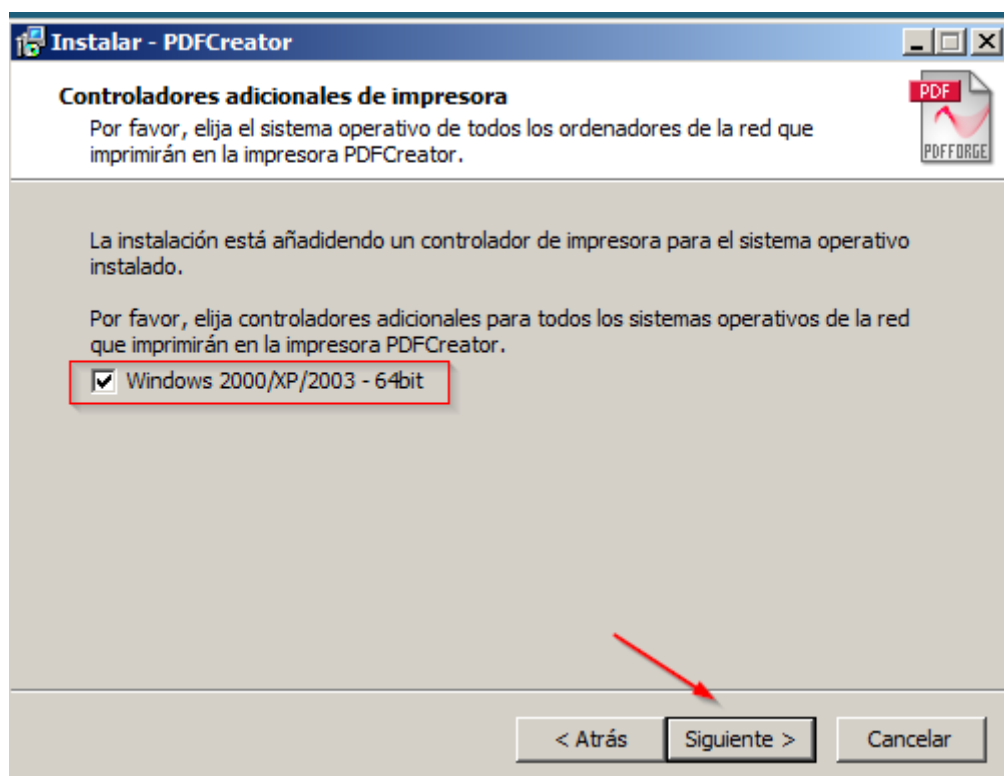 Instalar - PDFCreator
Controladores adicionales de impresora
Por favor, elija el sistema operativo de todos los ordenadores de la red que
imprimirán en la impresora PDFCreator.
PDF
PDFFORGE
La instalación está añadidendo un controlador de impresora para el sistema operativo
instalado.
Por favor, elija controladores adicionales para todos los sistemas operativos de la red
que imprimirán en la impresora PDFCreator.
Windows 2000/XP/2003 - 64bit
< Atrás
Siguiente >
Cancelar